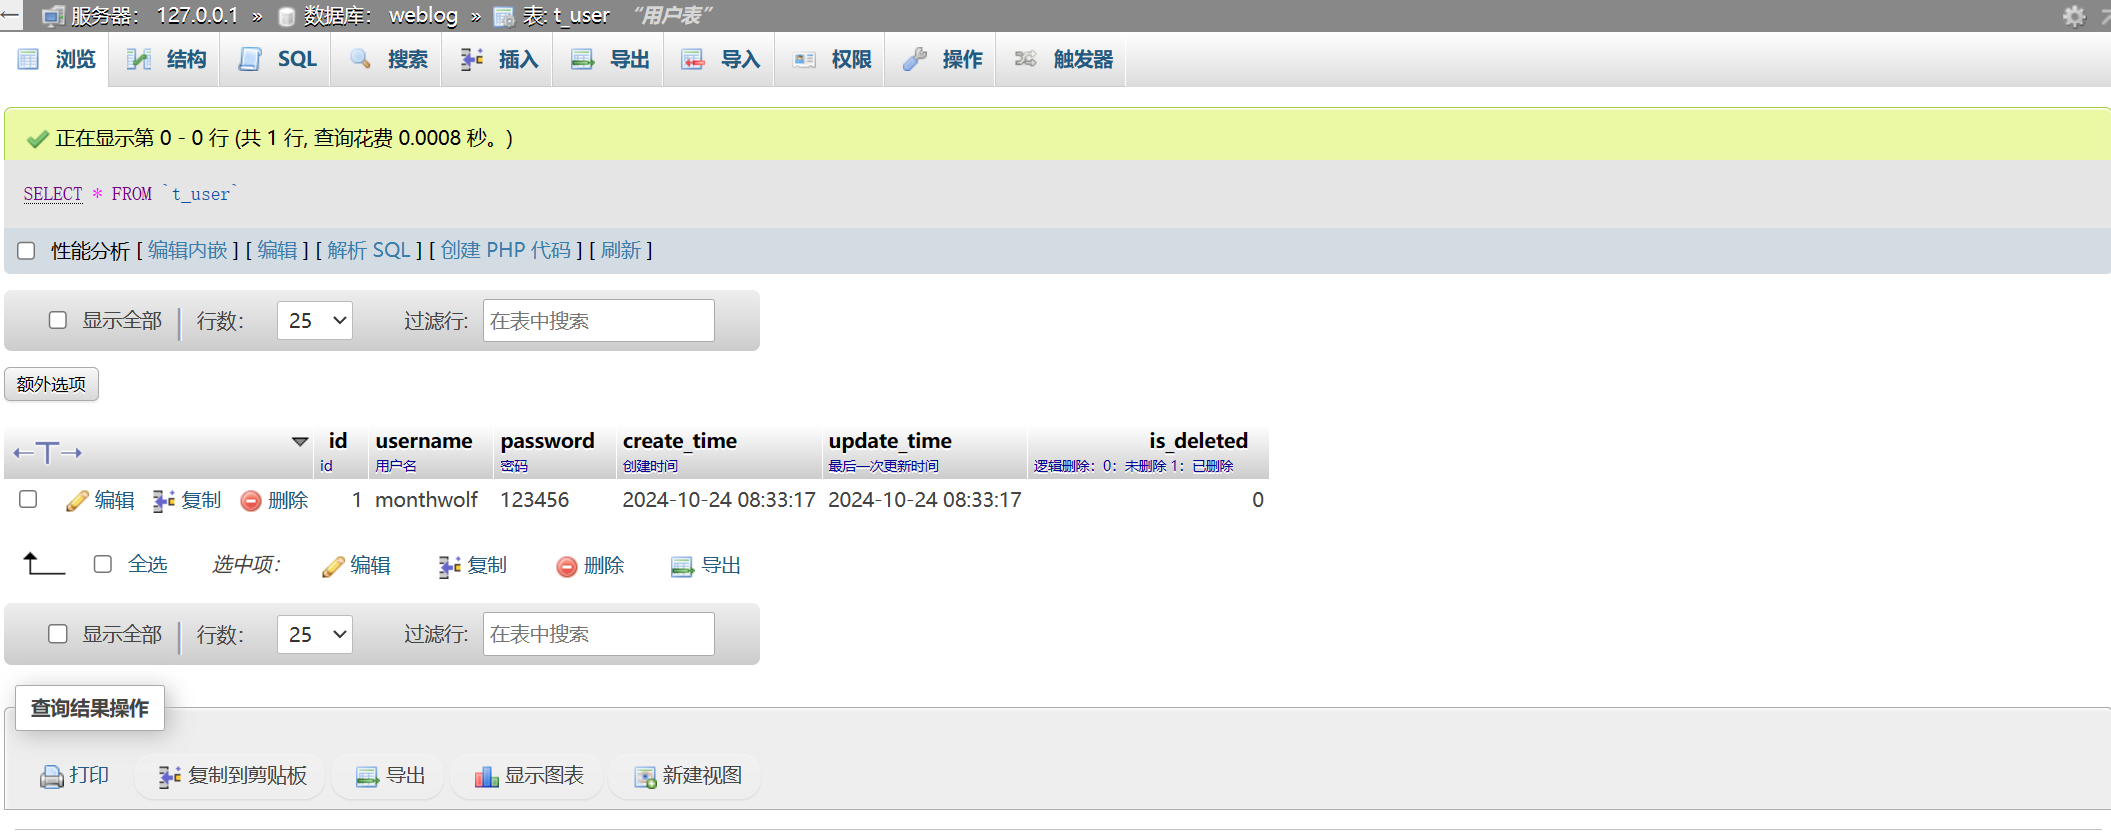 服务器： 127.0.0.1 » 数据库： weblog » 表: t_user “用户表”
浏览 结构 SQL 搜索 插入 导出 导入 权限 操作 触发器
正在显示第 0 - 0 行 (共 1 行, 查询花费 0.0008 秒。)
SELECT * FROM `t_user`
性能分析 [ 编辑内嵌 ] [ 编辑 ] [ 解析 SQL ] [ 创建 PHP 代码 ] [ 刷新 ]
显示全部 行数： 25 过滤行: 在表中搜索
额外选项
id username password create_time update_time is_deleted
id 用户名 密码 创建时间 最后一次更新时间 逻辑删除：0：未删除 1：已删除
编辑 复制 删除 1 monthwolf 123456 2024-10-24 08:33:17 2024-10-24 08:33:17 0
全选 选中项： 编辑 复制 删除 导出
显示全部 行数： 25 过滤行: 在表中搜索
查询结果操作
打印 复制到剪贴板 导出 显示图表 新建视图